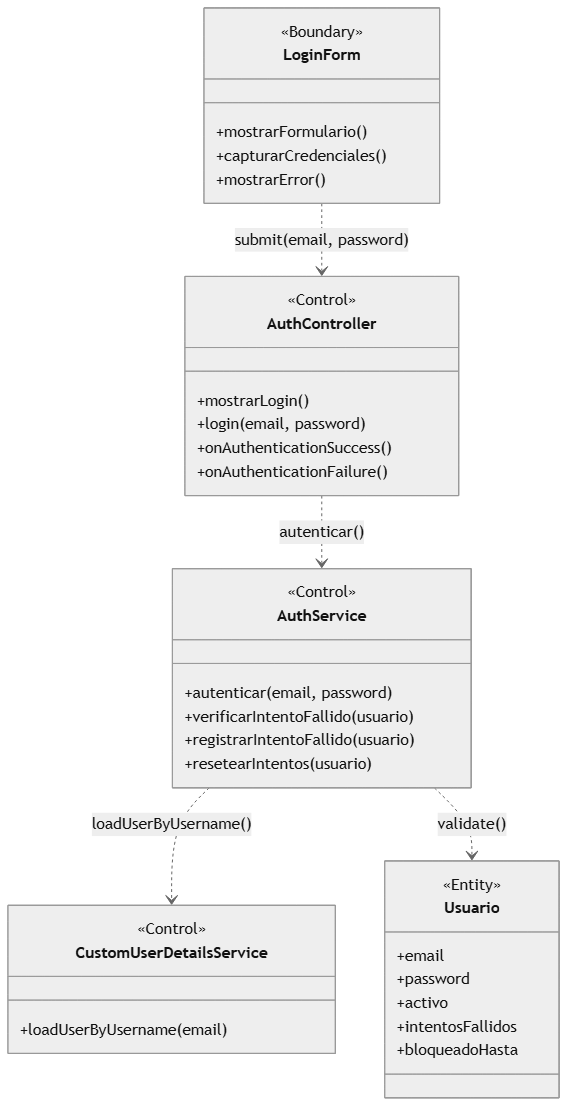 «Boundary»
LoginForm
+mostrarFormulario()
+capturarCredenciales()
+mostrarError()
submit(email, password)
«Control»
AuthController
+mostrarLogin()
+login(email, password)
+onAuthenticationSuccess()
+onAuthenticationFailure()
autenticar()
«Control»
AuthService
+autenticar(email, password)
+verificarIntentoFallido(usuario)
+registrarIntentoFallido(usuario)
+resetearIntentos(usuario)
loadUserByUsername()
validate()
«Control»
CustomUserDetailsService
+loadUserByUsername(email)
«Entity»
Usuario
+email
+password
+activo
+intentosFallidos
+bloqueadoHasta